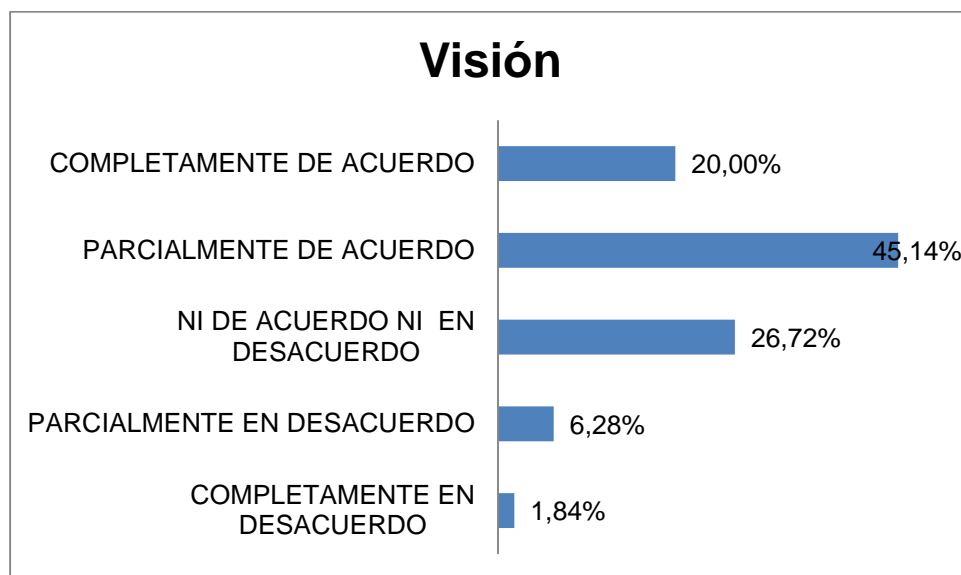 Visión
COMPLETAMENTE DE ACUERDO
20,00%
PARCIALMENTE DE ACUERDO
45,14%
NI DE ACUERDO NI  EN
DESACUERDO
26,72%
PARCIALMENTE EN DESACUERDO
6,28%
COMPLETAMENTE EN
DESACUERDO
1,84%